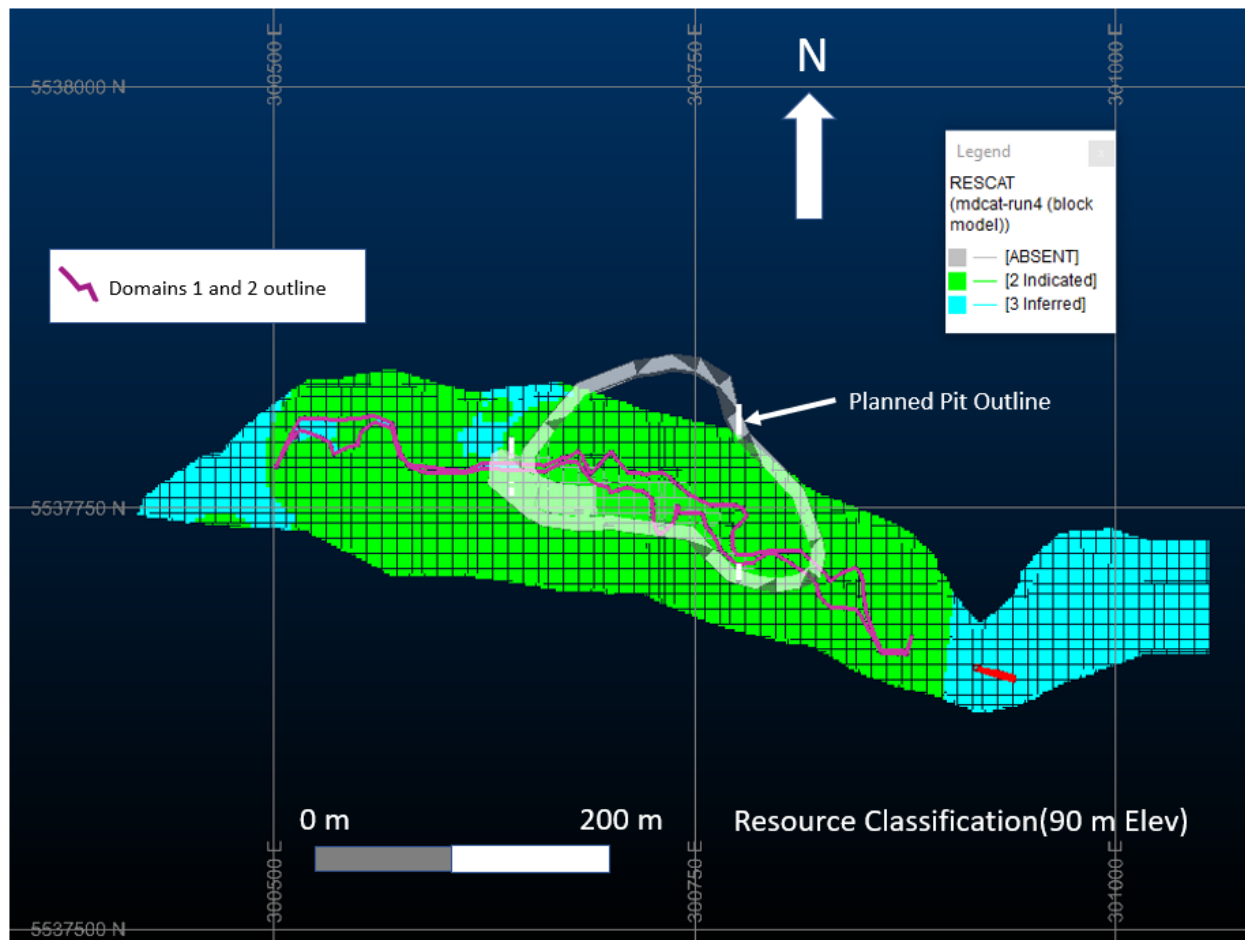 300500 E
300750 E
301000 E
N
5538000 N
Legend
x
RESCAT
(mdcat-run4 (block
model))
[ABSENT]
[2 Indicated]
[3 Inferred]
Domains 1 and 2 outline
Planned Pit Outline
5537750 N
0 m
200 m
Resource Classification(90 m Elev)
300500 E
300750 E
301000 E
5537500 N